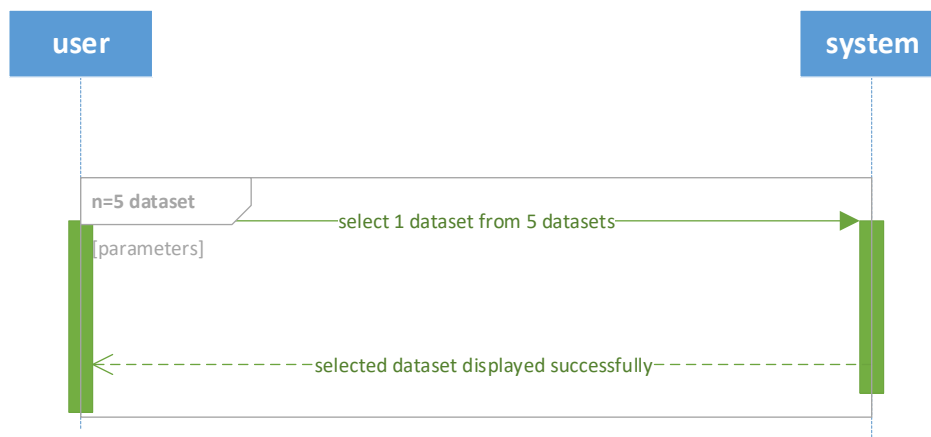 user
system
n=5 dataset
select 1 dataset from 5 datasets
[parameters]
selected dataset displayed successfully